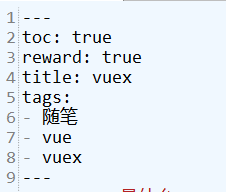 1 ---
2 toc: true
3 reward: true
4 title: vuex
5 tags:
6 - 随笔
7 - vue
8 - vuex
9 ---